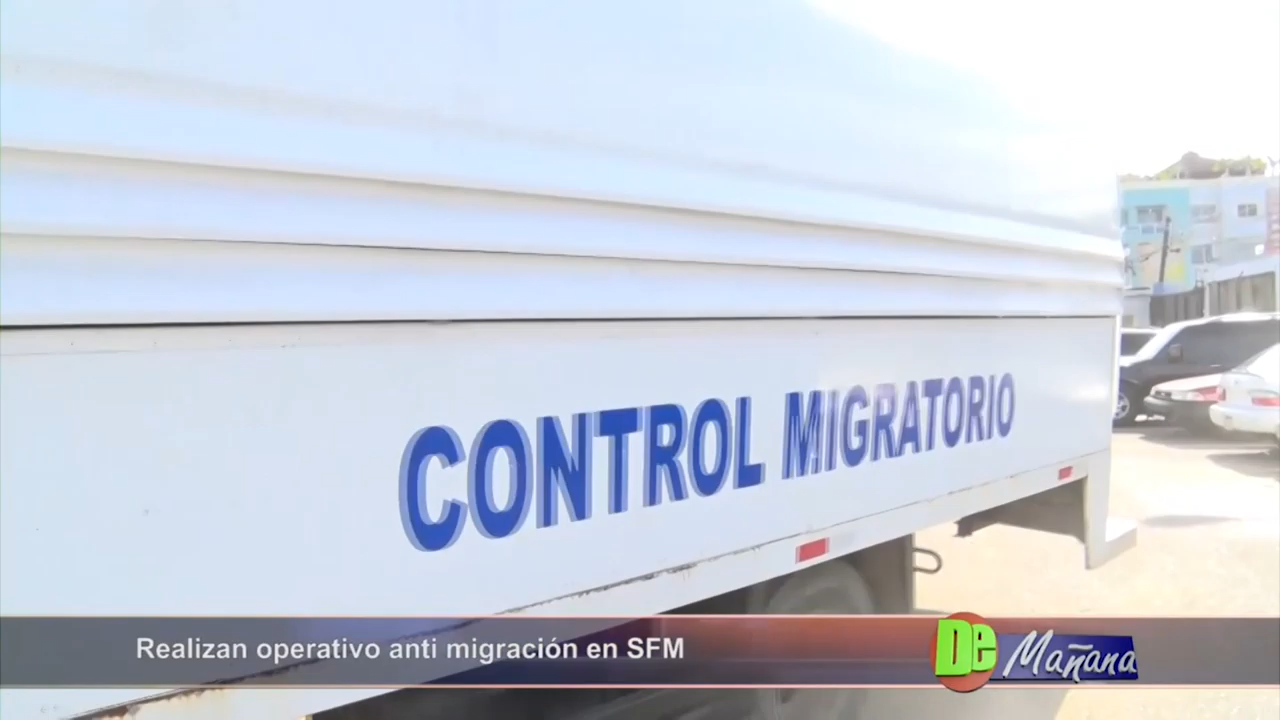 CONTROL MIGRATORIO
Realizan operativo anti migración en SFM
De Mañana